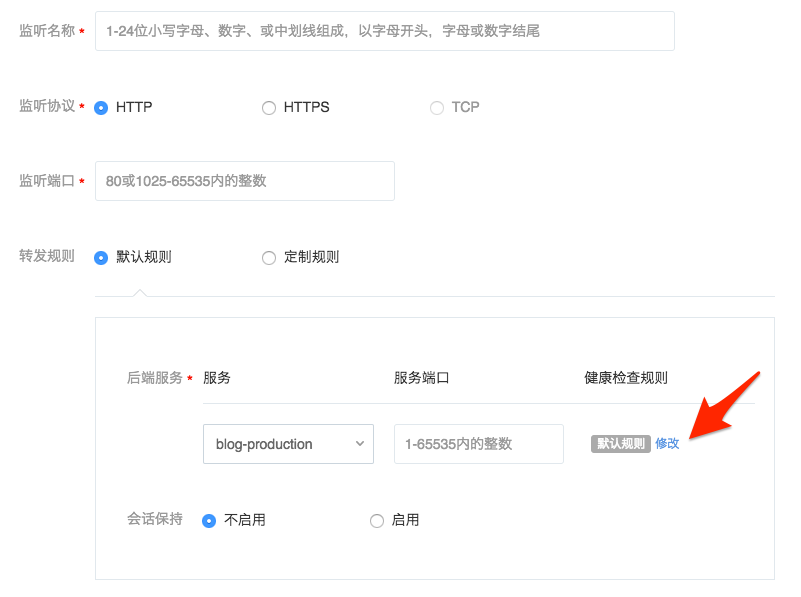 监听名称 * 1-24位小写字母、数字、或中划线组成，以字母开头，字母或数字结尾
监听协议 * HTTP HTTPS TCP
监听端口 * 80或1025-65535内的整数
转发规则 默认规则 定制规则
后端服务 * 服务 服务端口 健康检查规则
blog-production 1-65535内的整数 默认规则 修改
会话保持 不启用 启用